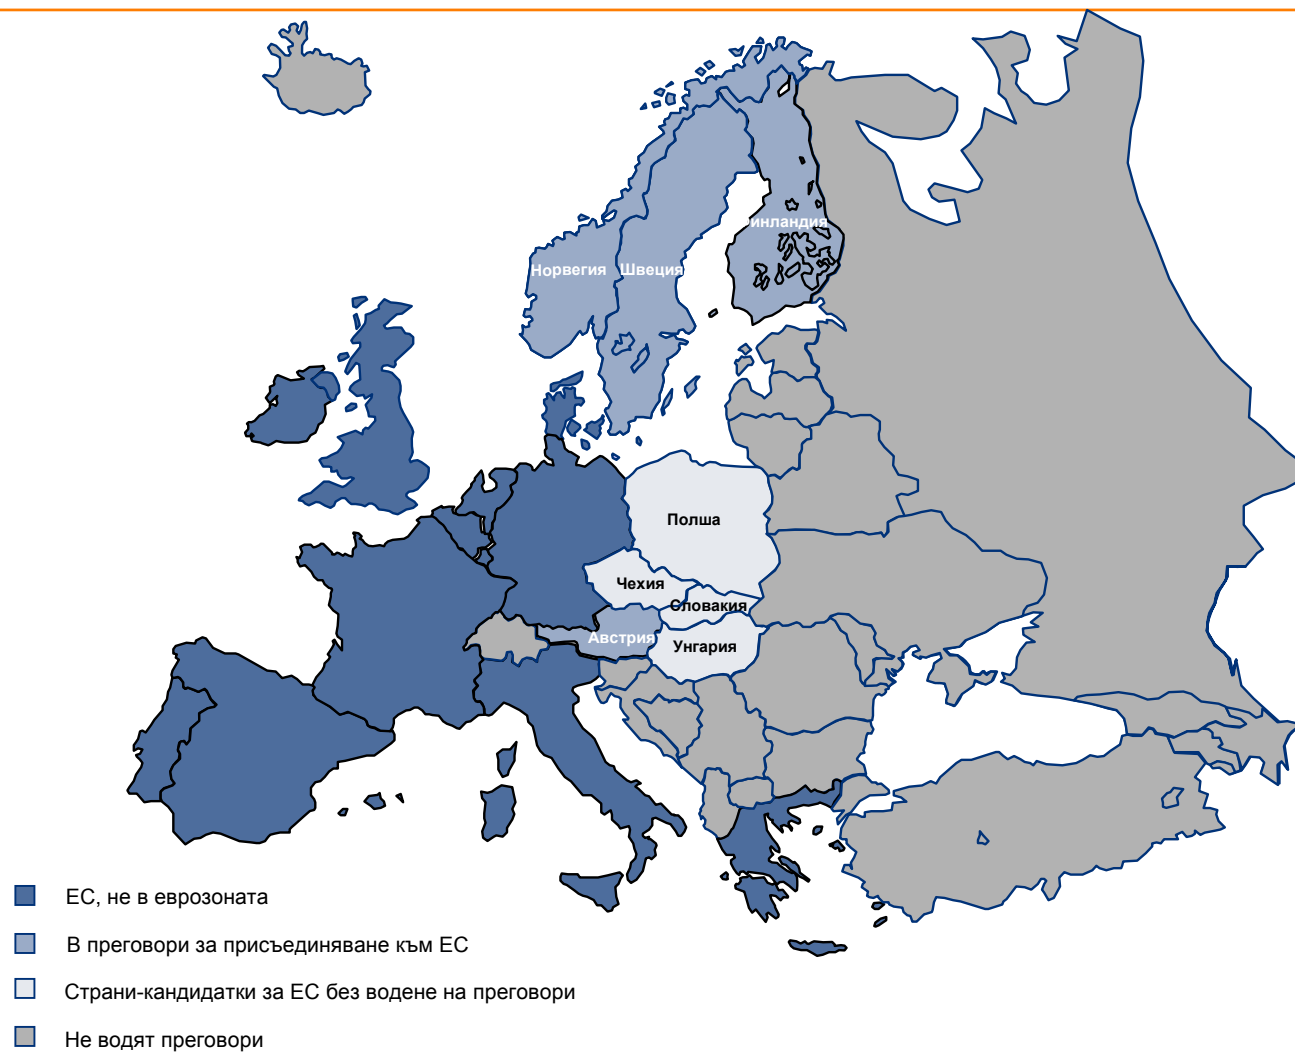 инландия
Норвегия
Швеция
Полша
Чехия
Словакия
Австрия
Унгария
ЕС, не в еврозоната
В преговори за присъединяване към ЕС
Страни-кандидатки за ЕС без водене на преговори
Не водят преговори